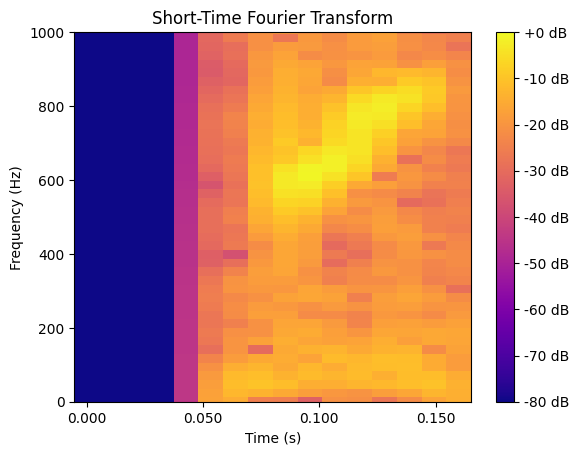 Short-Time Fourier Transform
1000
800
600
400
200
0
Frequency (Hz)
0.000
0.050
0.100
0.150
Time (s)
+0 dB
-10 dB
-20 dB
-30 dB
-40 dB
-50 dB
-60 dB
-70 dB
-80 dB